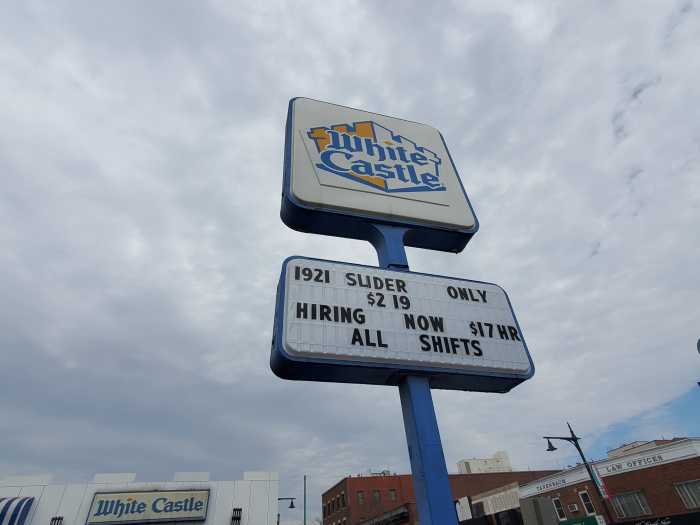 White
Castle
1921 SLIDER ONLY
$2 19
HIRING NOW $17 HR
ALL SHIFTS
White Castle
LAW OFFICES